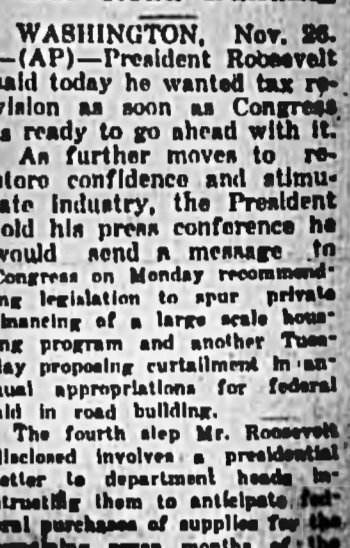 WASHINGTON, Nov. 26.
—(AP)—President Roosevelt
said today he wanted tax re-
vision as soon as Congress
is ready to go ahead with it.
As further moves to re-
store confidence and stimu-
late industry, the President
told his press conference he
would send a message to
Congress on Monday recommend-
ing legislation to spur private
financing of a large scale hous-
ing program and another Tues-
day proposing curtailment in an-
nual appropriations for federal
aid in road building.
The fourth step Mr. Roosevelt
disclosed involves a presidential
letter to department heads in-
structing them to anticipate fed-
eral purchases of supplies for the
months of the